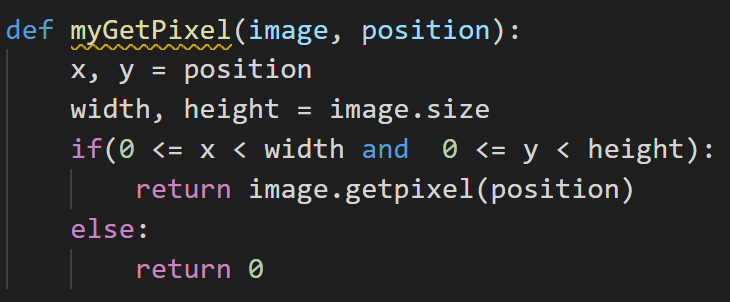 def myGetPixel(image, position):
    x, y = position
    width, height = image.size
    if(0 <= x < width and  0 <= y < height):
        return image.getpixel(position)
    else:
        return 0